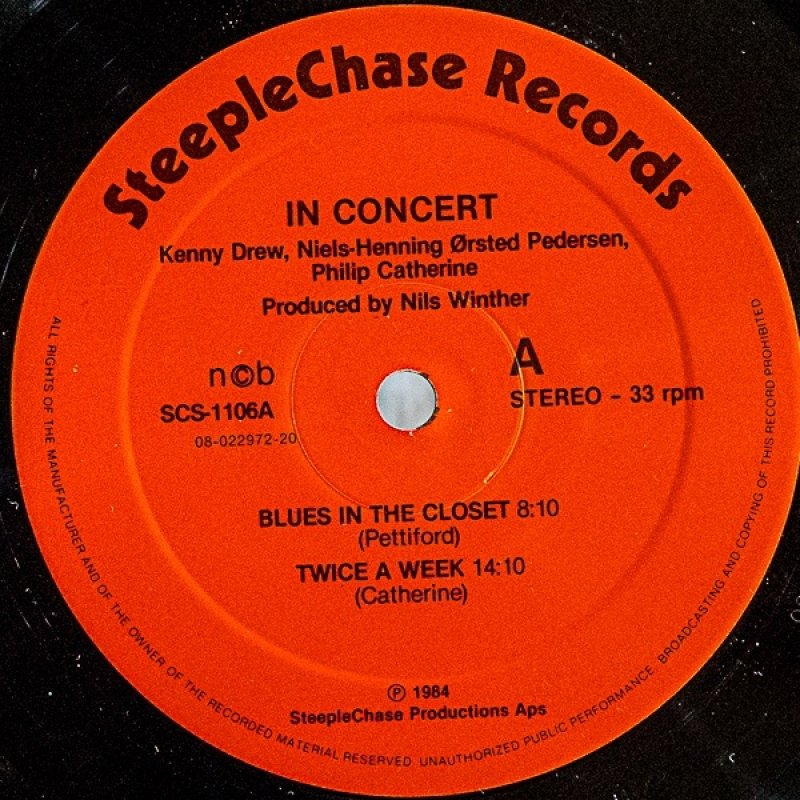 SteepleChase Records
IN CONCERT
Kenny Drew, Niels-Henning Ørsted Pedersen,
Philip Catherine
Produced by Nils Winther
n©b
SCS-1106A
08-022972-20
A
STEREO - 33 rpm
BLUES IN THE CLOSET 8:10
(Pettiford)
TWICE A WEEK 14:10
(Catherine)
℗ 1984
SteepleChase Productions Aps
ALL RIGHTS OF THE MANUFACTURER AND OF THE OWNER OF THE RECORDED MATERIAL RESERVED. UNAUTHORIZED PUBLIC PERFORMANCE. BROADCASTING AND COPYING OF THIS RECORD PROHIBITED